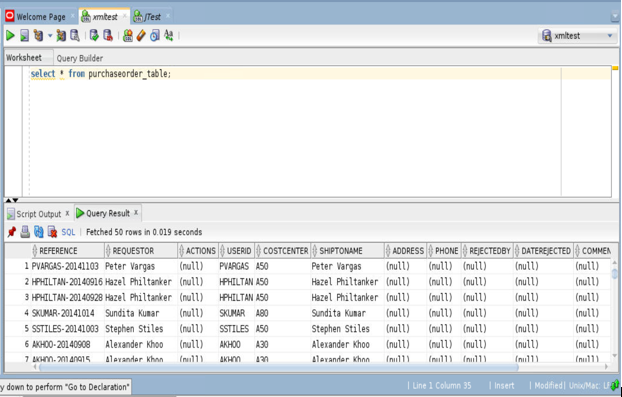 Welcome Page xmltest JTest
xmltest
Worksheet Query Builder
select * from purchaseorder_table;
Script Output x Query Result x
SQL | Fetched 50 rows in 0.019 seconds
REFERENCE REQUESTOR ACTIONS USERID COSTCENTER SHIPTONAME ADDRESS PHONE REJECTEDBY DATEREJECTED COMMEN
1 PVARGAS-20141103 Peter Vargas (null) PVARGAS A50 Peter Vargas (null) (null) (null) (null) (null)
2 HPHILTAN-20140916 Hazel Philtanker (null) HPHILTAN A50 Hazel Philtanker (null) (null) (null) (null) (null)
3 HPHILTAN-20140928 Hazel Philtanker (null) HPHILTAN A50 Hazel Philtanker (null) (null) (null) (null) (null)
4 SKUMAR-20141014 Sundita Kumar (null) SKUMAR A80 Sundita Kumar (null) (null) (null) (null) (null)
5 SSTILES-20141003 Stephen Stiles (null) SSTILES A50 Stephen Stiles (null) (null) (null) (null) (null)
6 AKHOO-20140908 Alexander Khoo (null) AKHOO A30 Alexander Khoo (null) (null) (null) (null) (null)
7 AKHOO-20140915 Alexander Khoo (null) AKHOO A30 Alexander Khoo (null) (null) (null) (null) (null)
y down to perform "Go to Declaration"
| Line 1 Column 35 | Insert | Modified | Unix/Mac: